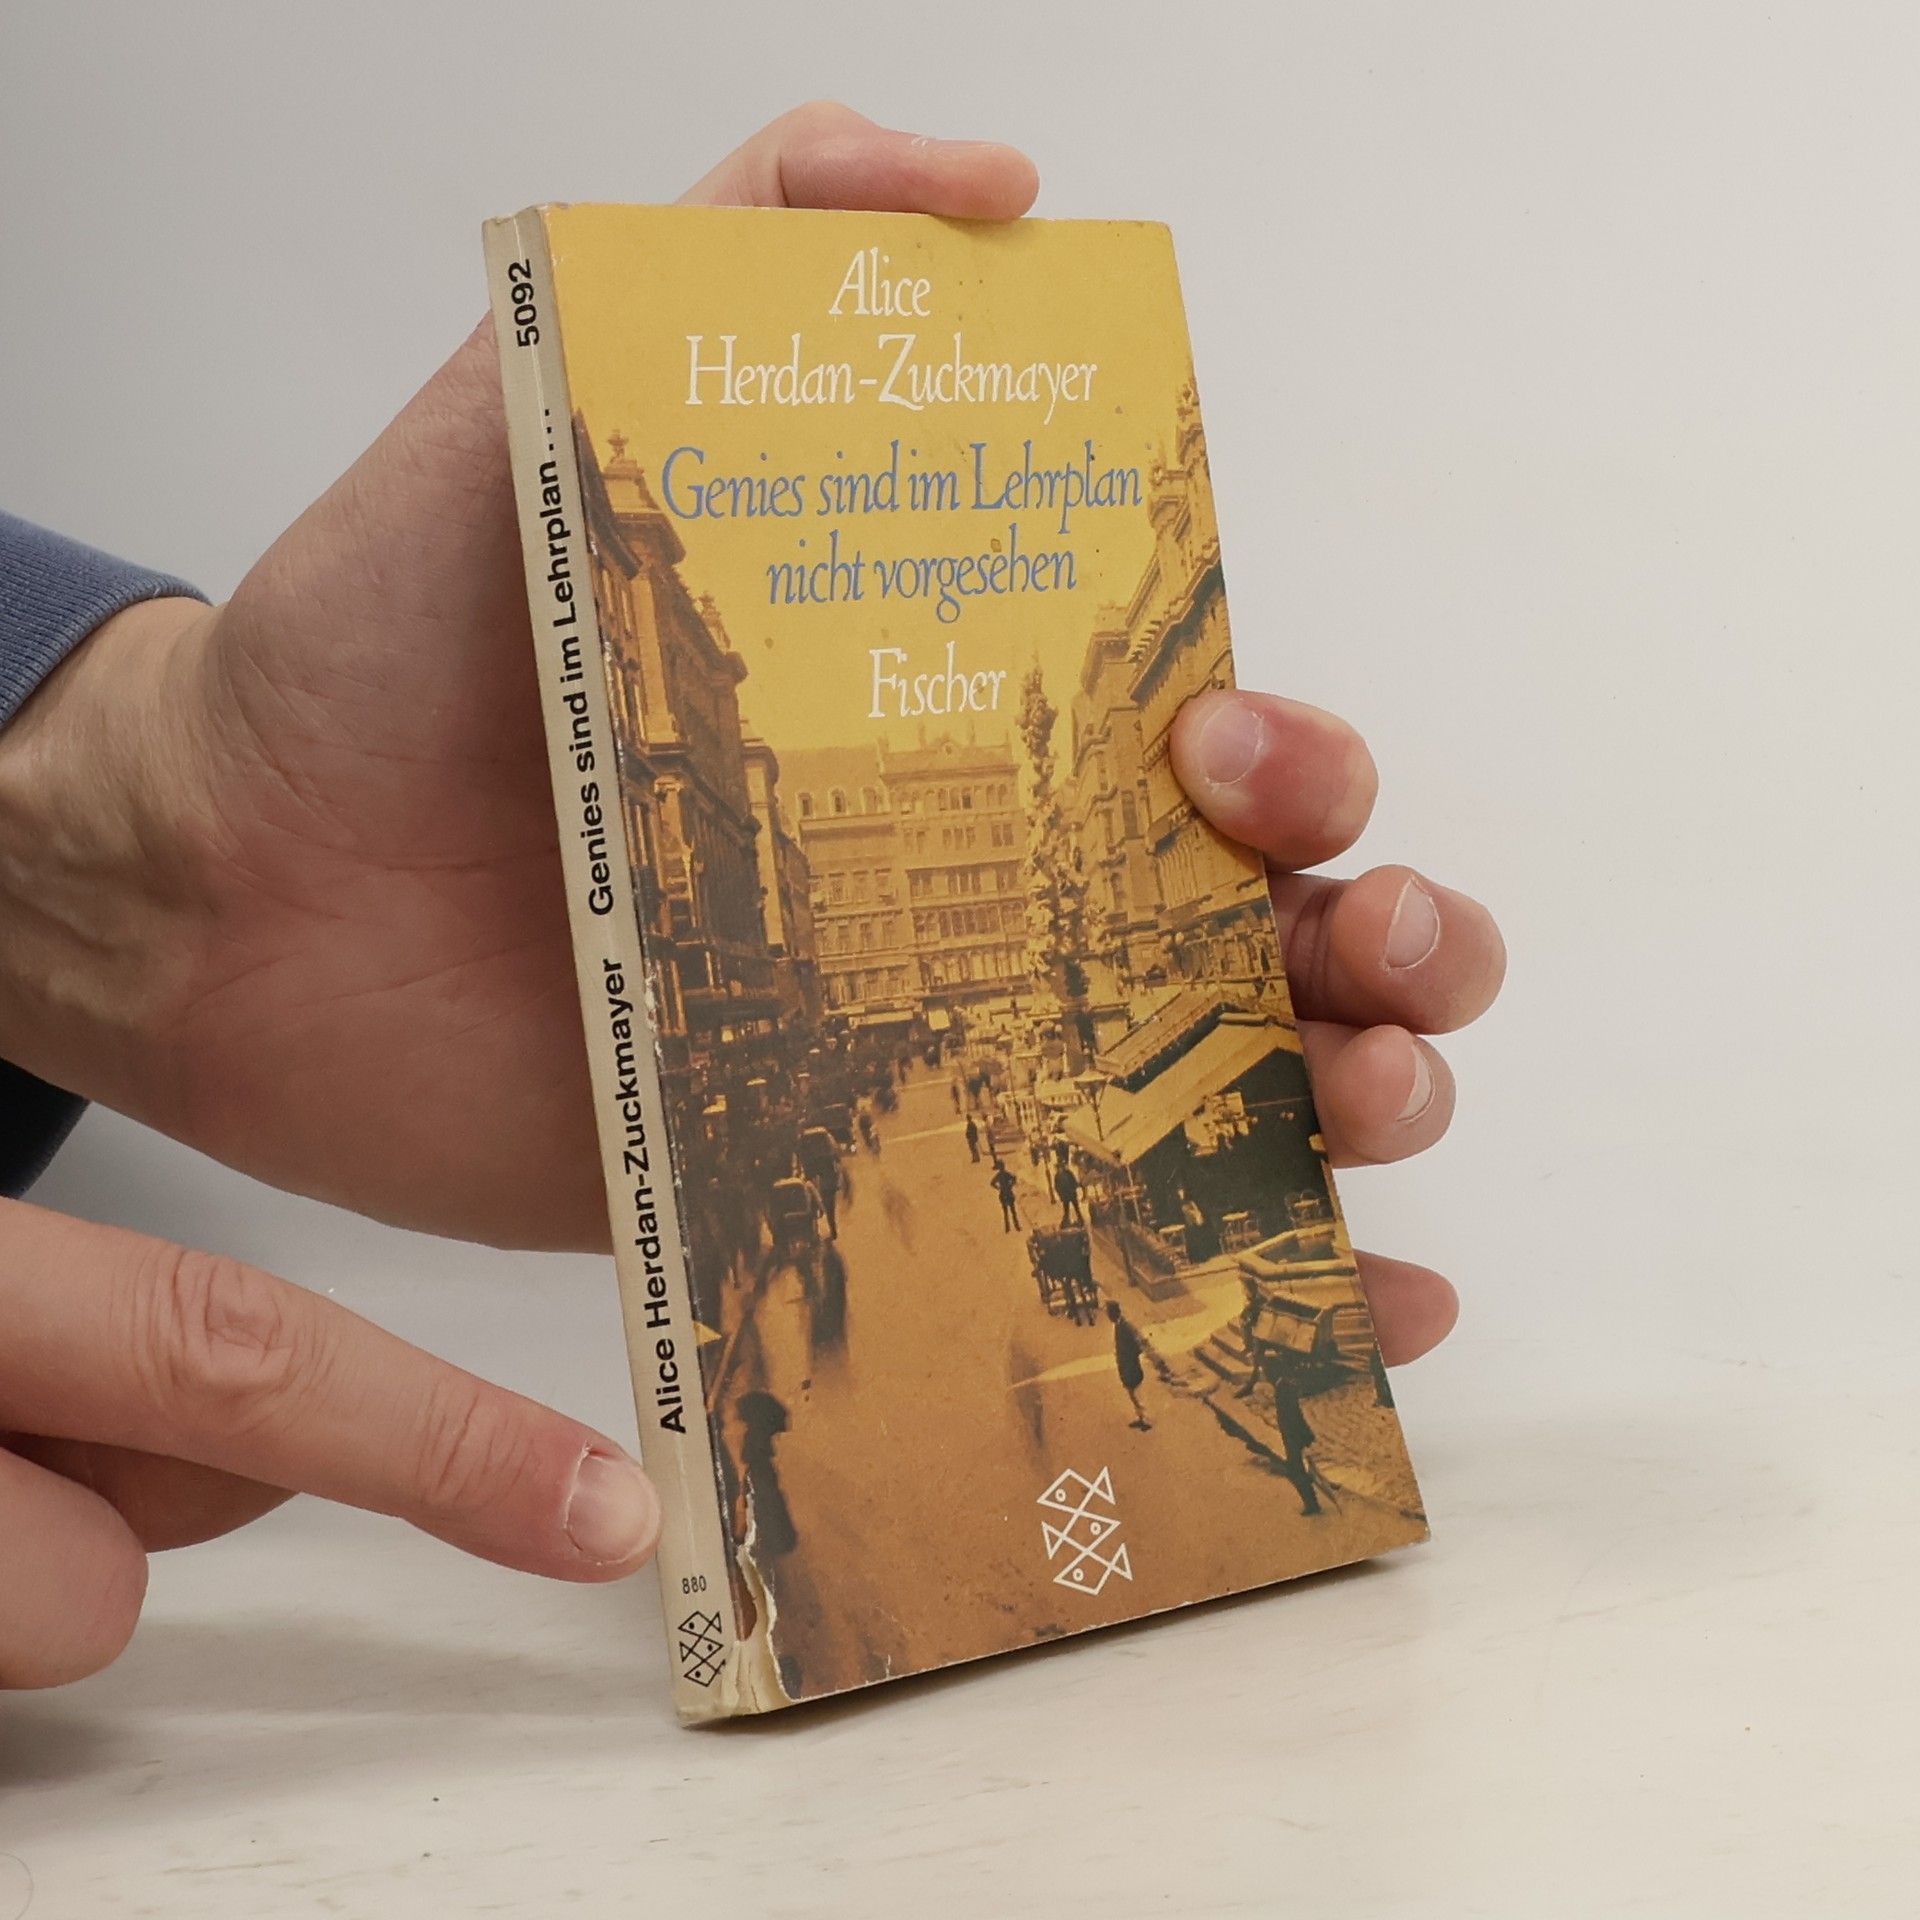 Alice
Herdan-Zuckmayer
Genies sind im Lehrplan
nicht vorgesehen
Fischer
Alice Herdan-Zuckmayer Genies sind im Lehrplan... 5092
880